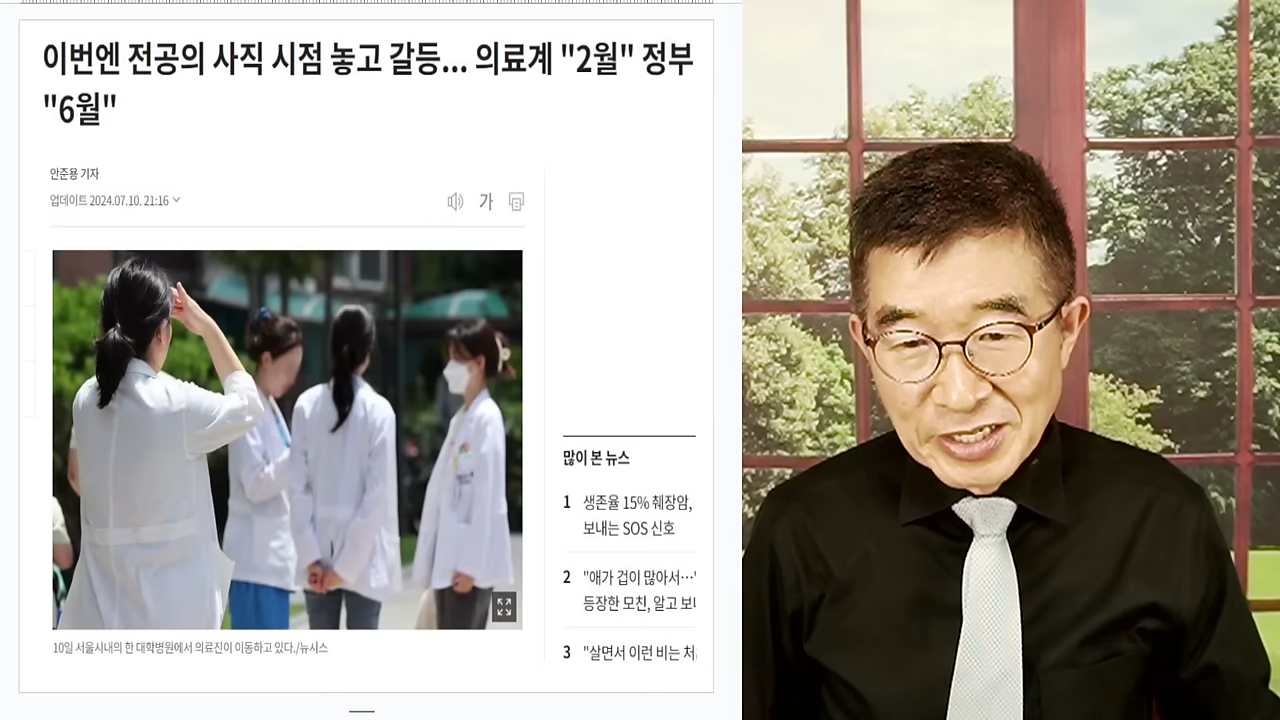 이번엔 전공의 사직 시점 놓고 갈등... 의료계 "2월" 정부
"6월"
안준용 기자
업데이트 2024.07.10. 21:16
가
10일 서울시내의 한 대학병원에서 의료진이 이동하고 있다./뉴시스
많이 본 뉴스
1 생존율 15% 췌장암,
보내는 SOS 신호
2 "애가 겁이 많아서…"
등장한 모친, 알고 보니
3 "살면서 이런 비는 처